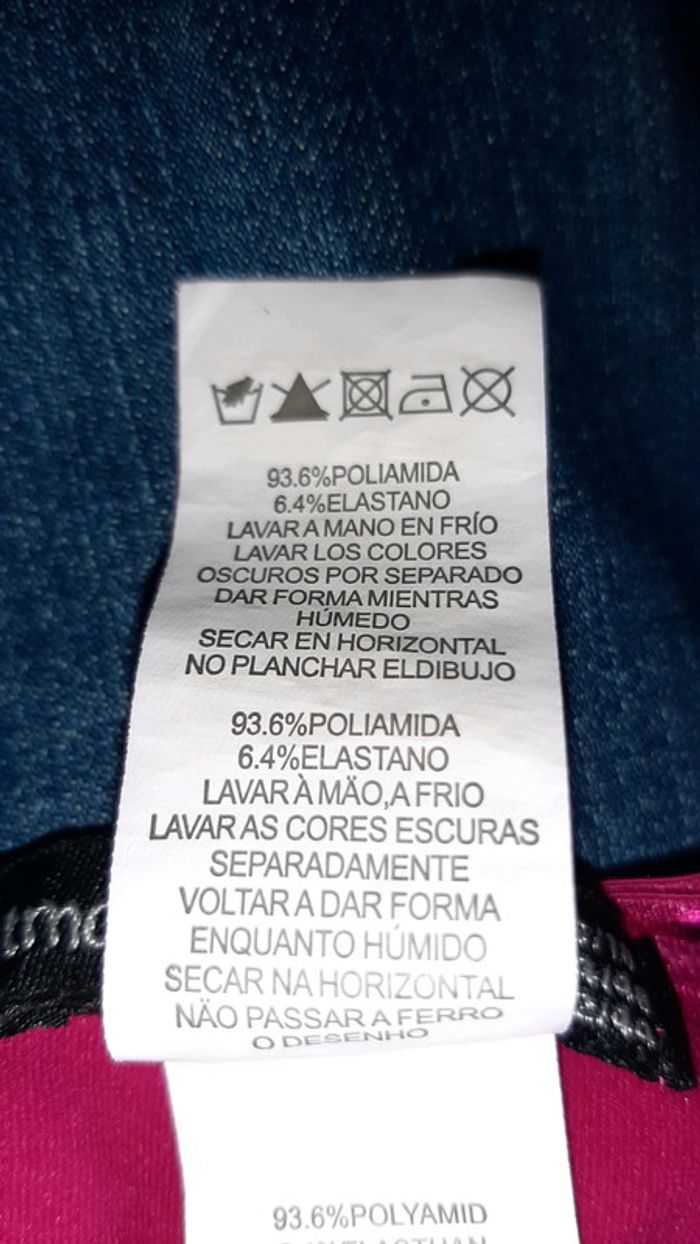 93.6%POLIAMIDA
6.4%ELASTANO
LAVAR A MANO EN FRÍO
LAVAR LOS COLORES
OSCUROS POR SEPARADO
DAR FORMA MIENTRAS
HÚMEDO
SECAR EN HORIZONTAL
NO PLANCHAR ELDIBUJO
93.6%POLIAMIDA
6.4%ELASTANO
LAVAR À MÄO,A FRIO
LAVAR AS CORES ESCURAS
SEPARADAMENTE
VOLTAR A DAR FORMA
ENQUANTO HÚMIDO
SECAR NA HORIZONTAL
NÄO PASSAR A FERRO
O DESENHO
93.6%POLYAMID